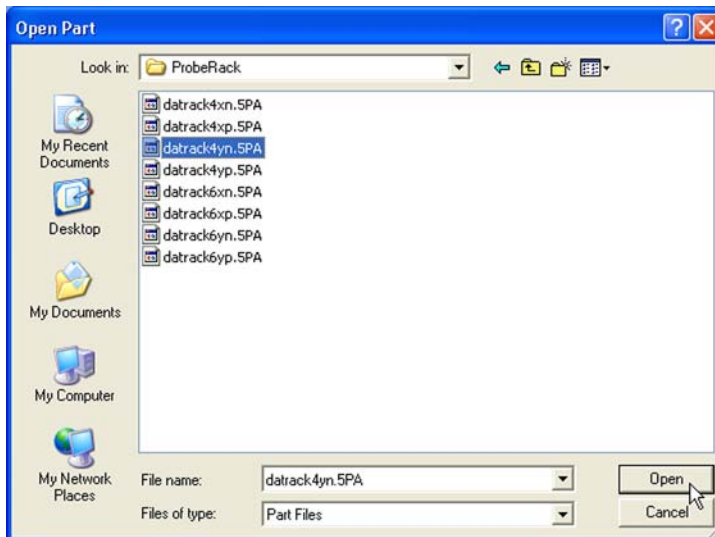 Open Part
Look in: ProbeRack
datrack4xn.5PA
datrack4xp.5PA
datrack4yn.5PA
datrack4yp.5PA
datrack6xn.5PA
datrack6xp.5PA
datrack6yn.5PA
datrack6yp.5PA
My Recent
Documents
Desktop
My Documents
My Computer
My Network
Places
File name: datrack4yn.5PA Open
Files of type: Part Files Cancel